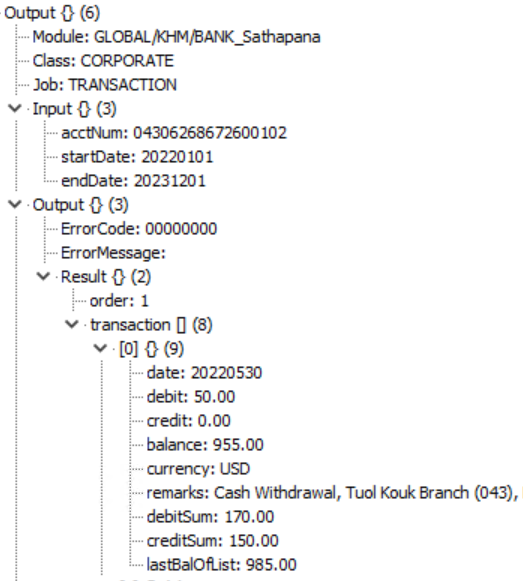 Output {} (6)
Module: GLOBAL/KHM/BANK_Sathapana
Class: CORPORATE
Job: TRANSACTION
Input {} (3)
acctNum: 04306268672600102
startDate: 20220101
endDate: 20231201
Output {} (3)
ErrorCode: 00000000
ErrorMessage:
Result {} (2)
order: 1
transaction [] (8)
[0] {} (9)
date: 20220530
debit: 50.00
credit: 0.00
balance: 955.00
currency: USD
remarks: Cash Withdrawal, Tuol Kouk Branch (043),
debitSum: 170.00
creditSum: 150.00
lastBalOfList: 985.00